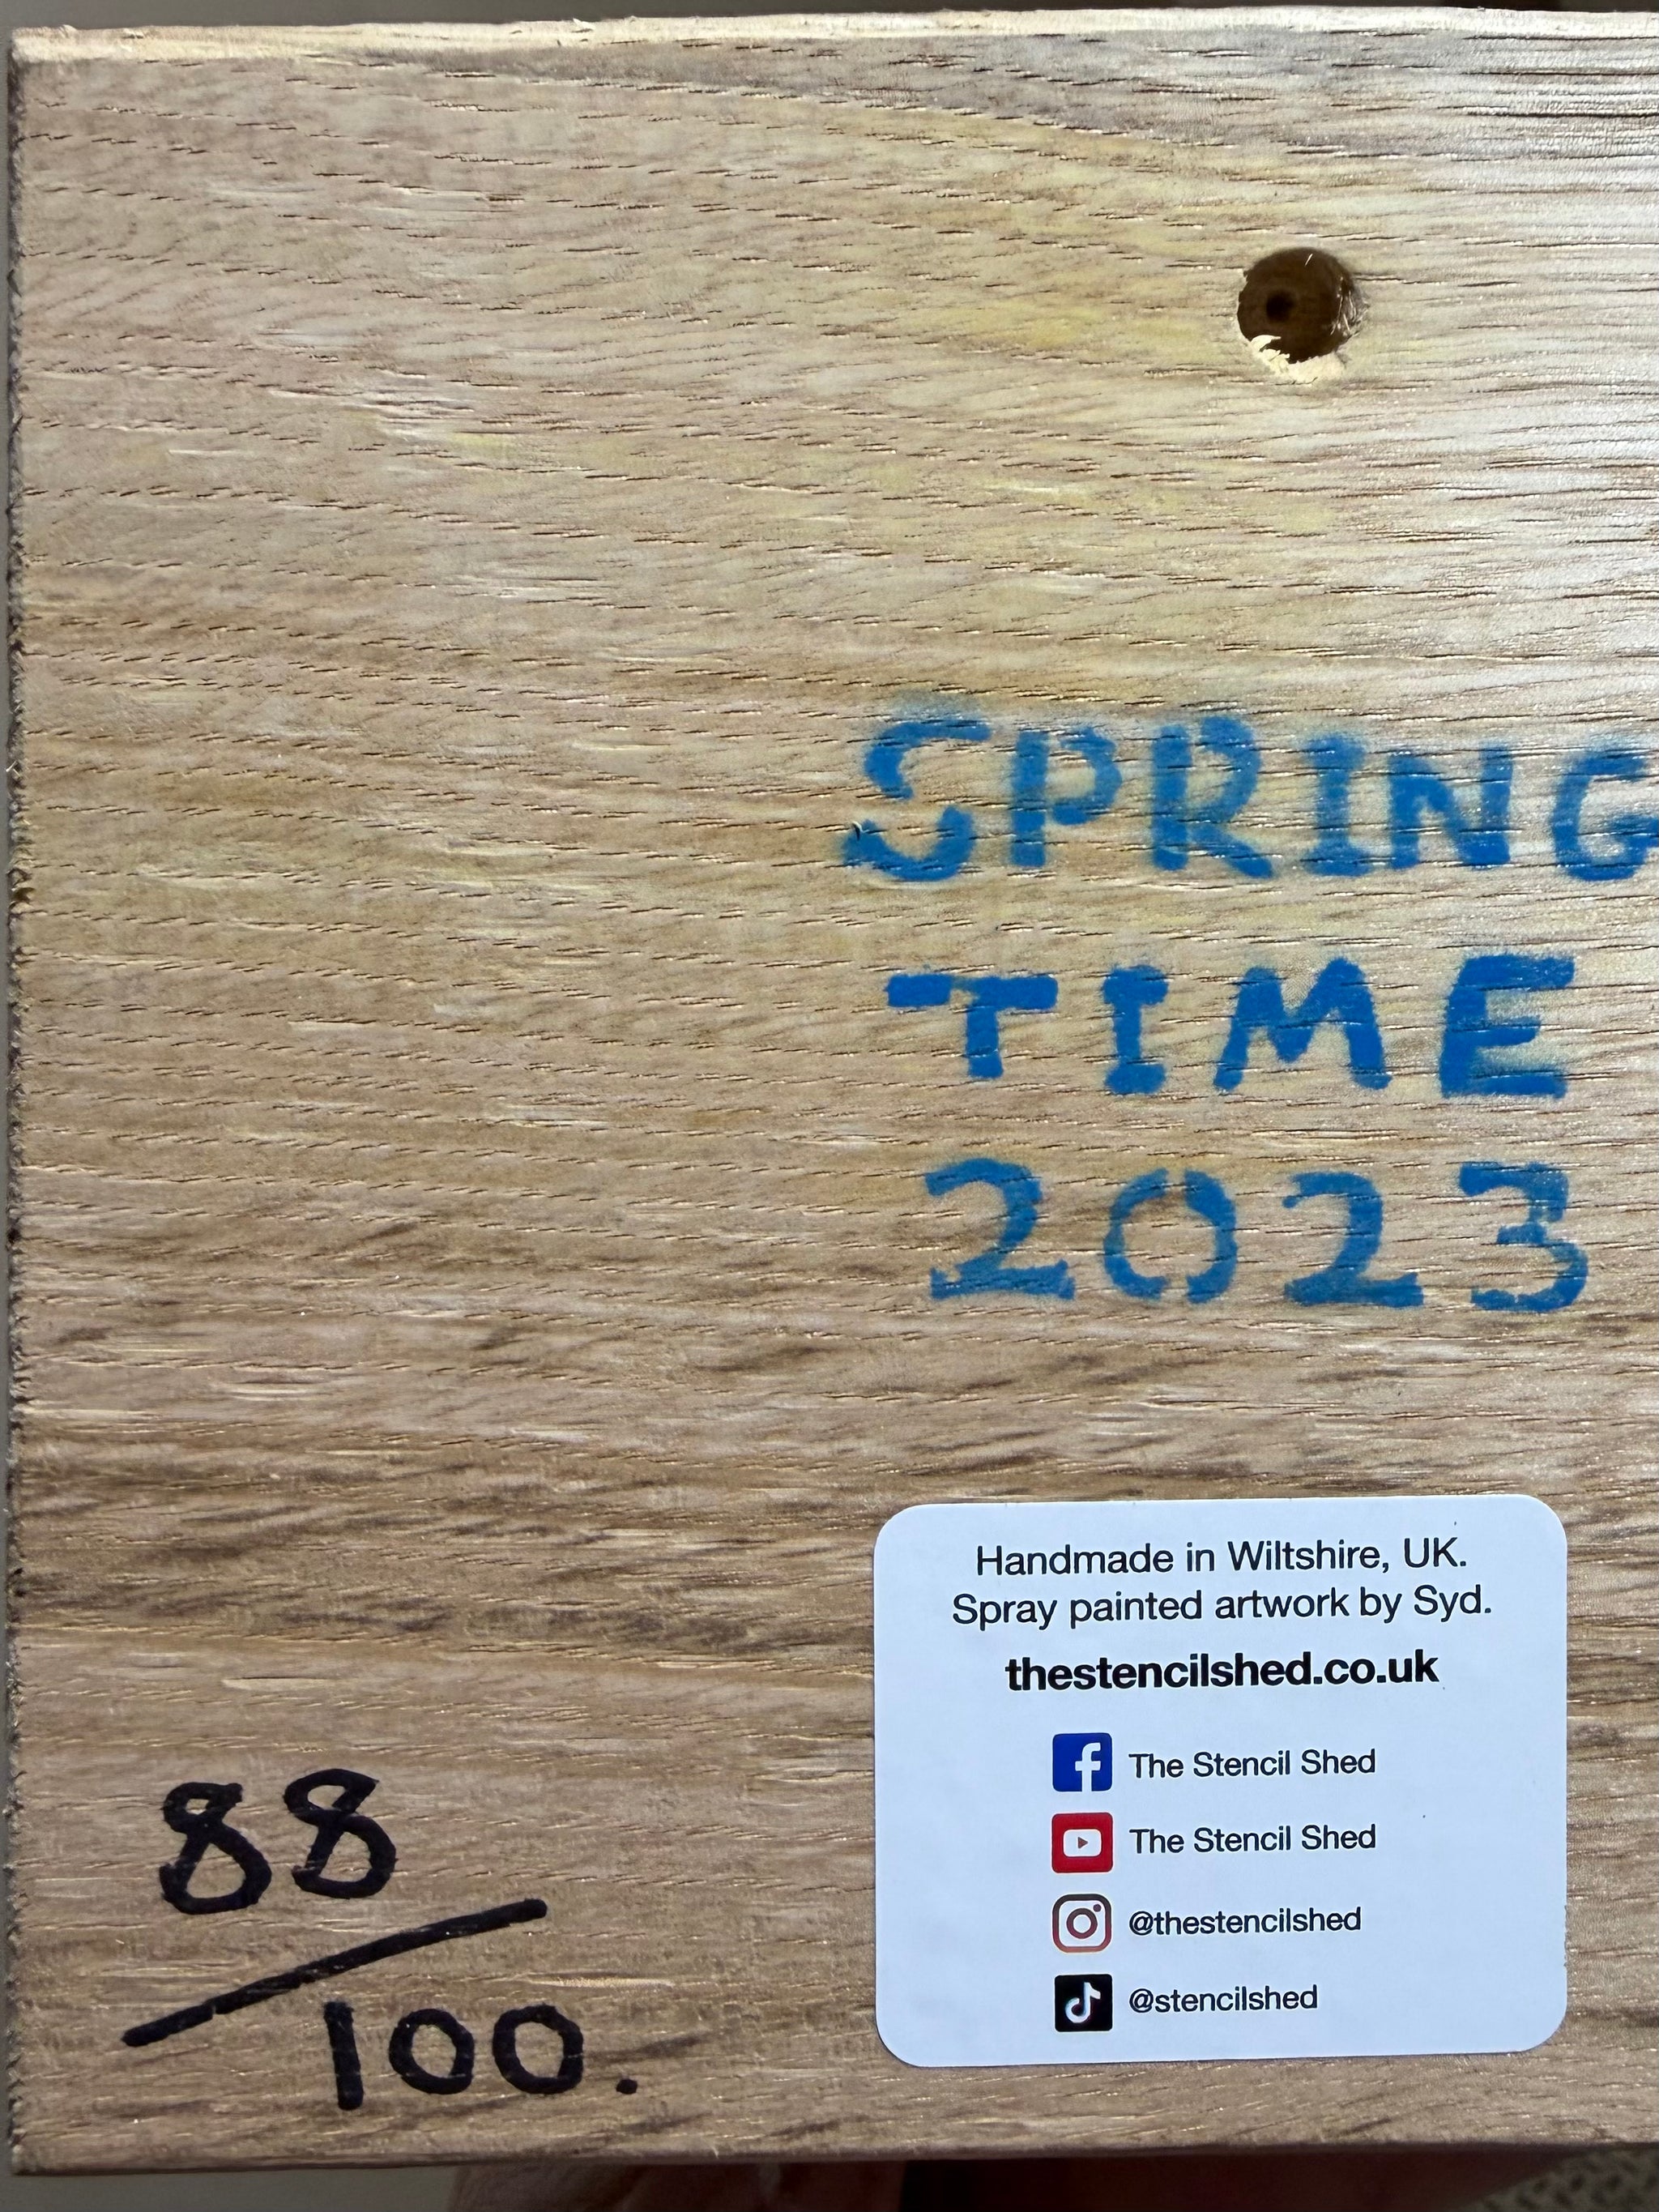 SPRING
TIME
2023
Handmade in Wiltshire, UK.
Spray painted artwork by Syd.
thestencilshed.co.uk
The Stencil Shed
The Stencil Shed
@thestencilshed
@stencilshed
88
100.